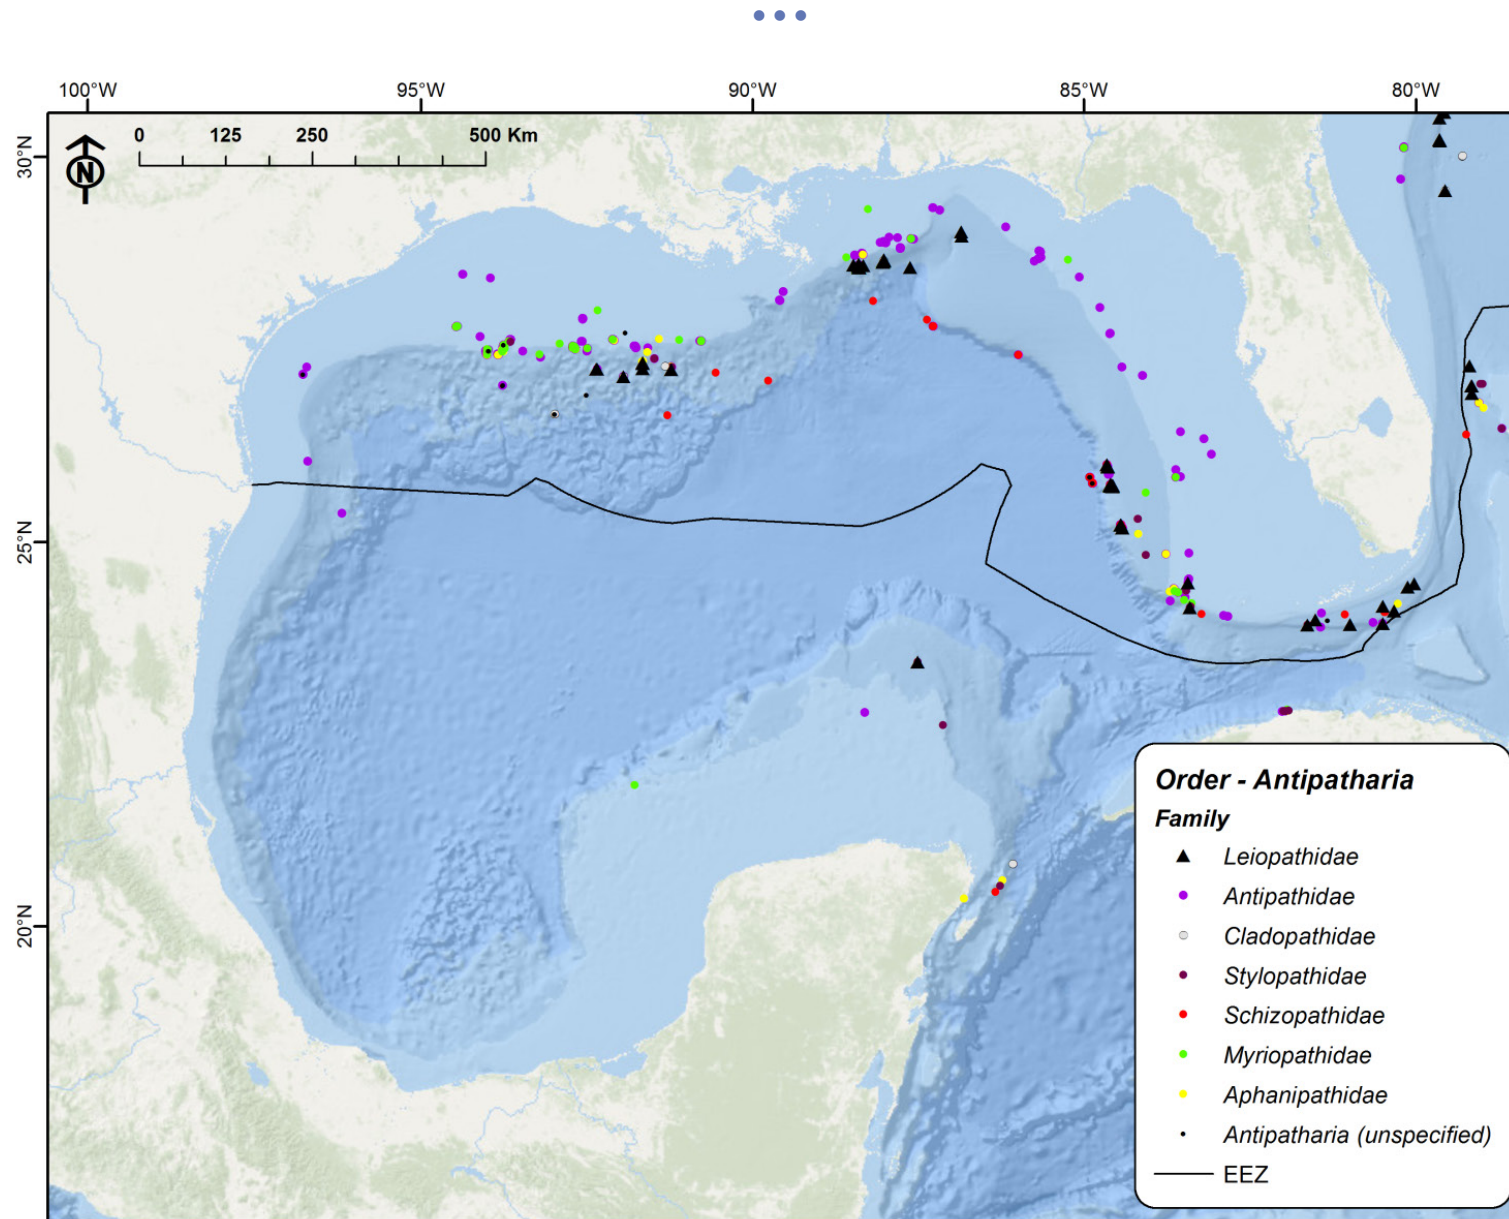 100°W 95°W 90°W 85°W 80°W
0 125 250 500 Km
30°N
N
25°N
20°N
Order - Antipatharia
Family
Leiopathidae
Antipathidae
Cladopathidae
Stylopathidae
Schizopathidae
Myriopathidae
Aphanipathidae
Antipatharia (unspecified)
EEZ